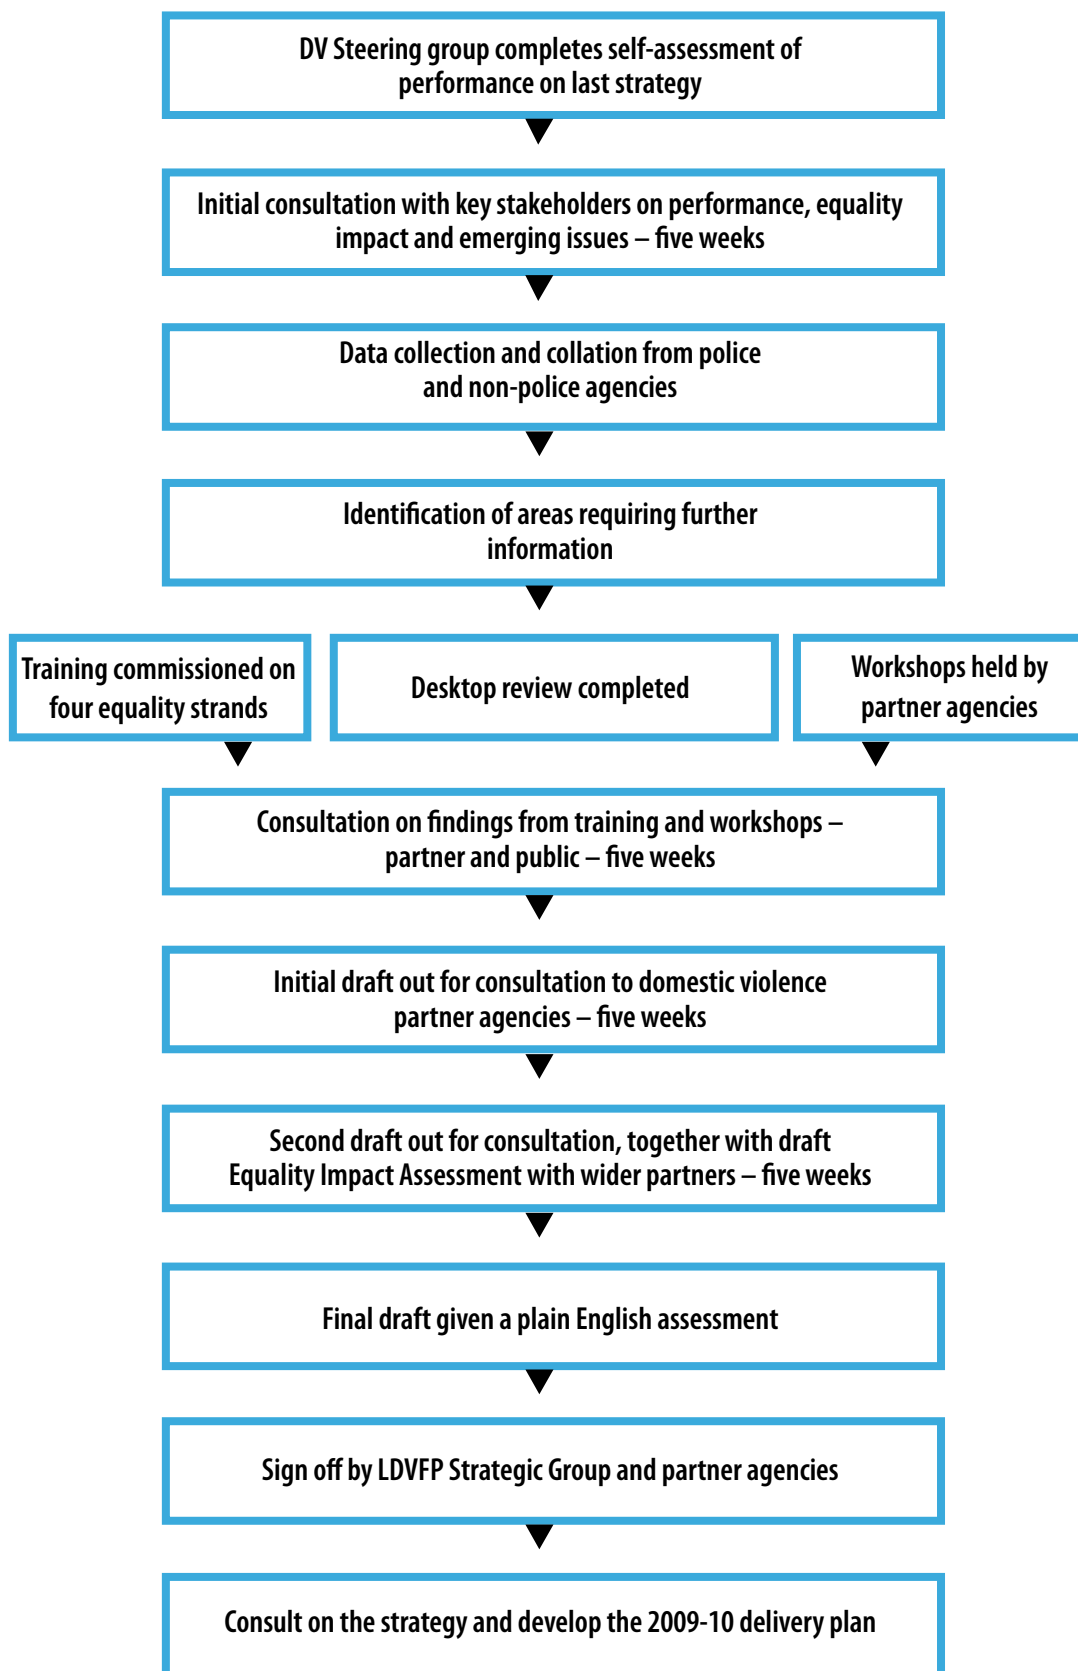 DV Steering group completes self-assessment of
performance on last strategy
Initial consultation with key stakeholders on performance, equality
impact and emerging issues – five weeks
Data collection and collation from police
and non-police agencies
Identification of areas requiring further
information
Training commissioned on
four equality strands
Desktop review completed
Workshops held by
partner agencies
Consultation on findings from training and workshops –
partner and public – five weeks
Initial draft out for consultation to domestic violence
partner agencies – five weeks
Second draft out for consultation, together with draft
Equality Impact Assessment with wider partners – five weeks
Final draft given a plain English assessment
Sign off by LDVFP Strategic Group and partner agencies
Consult on the strategy and develop the 2009-10 delivery plan